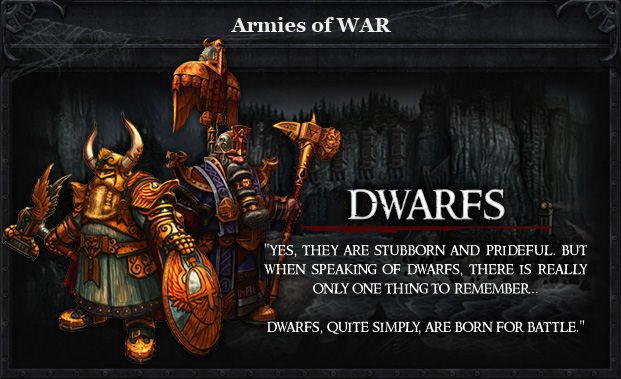 Armies of WAR
DWARFS
"YES, THEY ARE STUBBORN AND PRIDEFUL. BUT
WHEN SPEAKING OF DWARFS, THERE IS REALLY
ONLY ONE THING TO REMEMBER...
DWARFS, QUITE SIMPLY, ARE BORN FOR BATTLE."